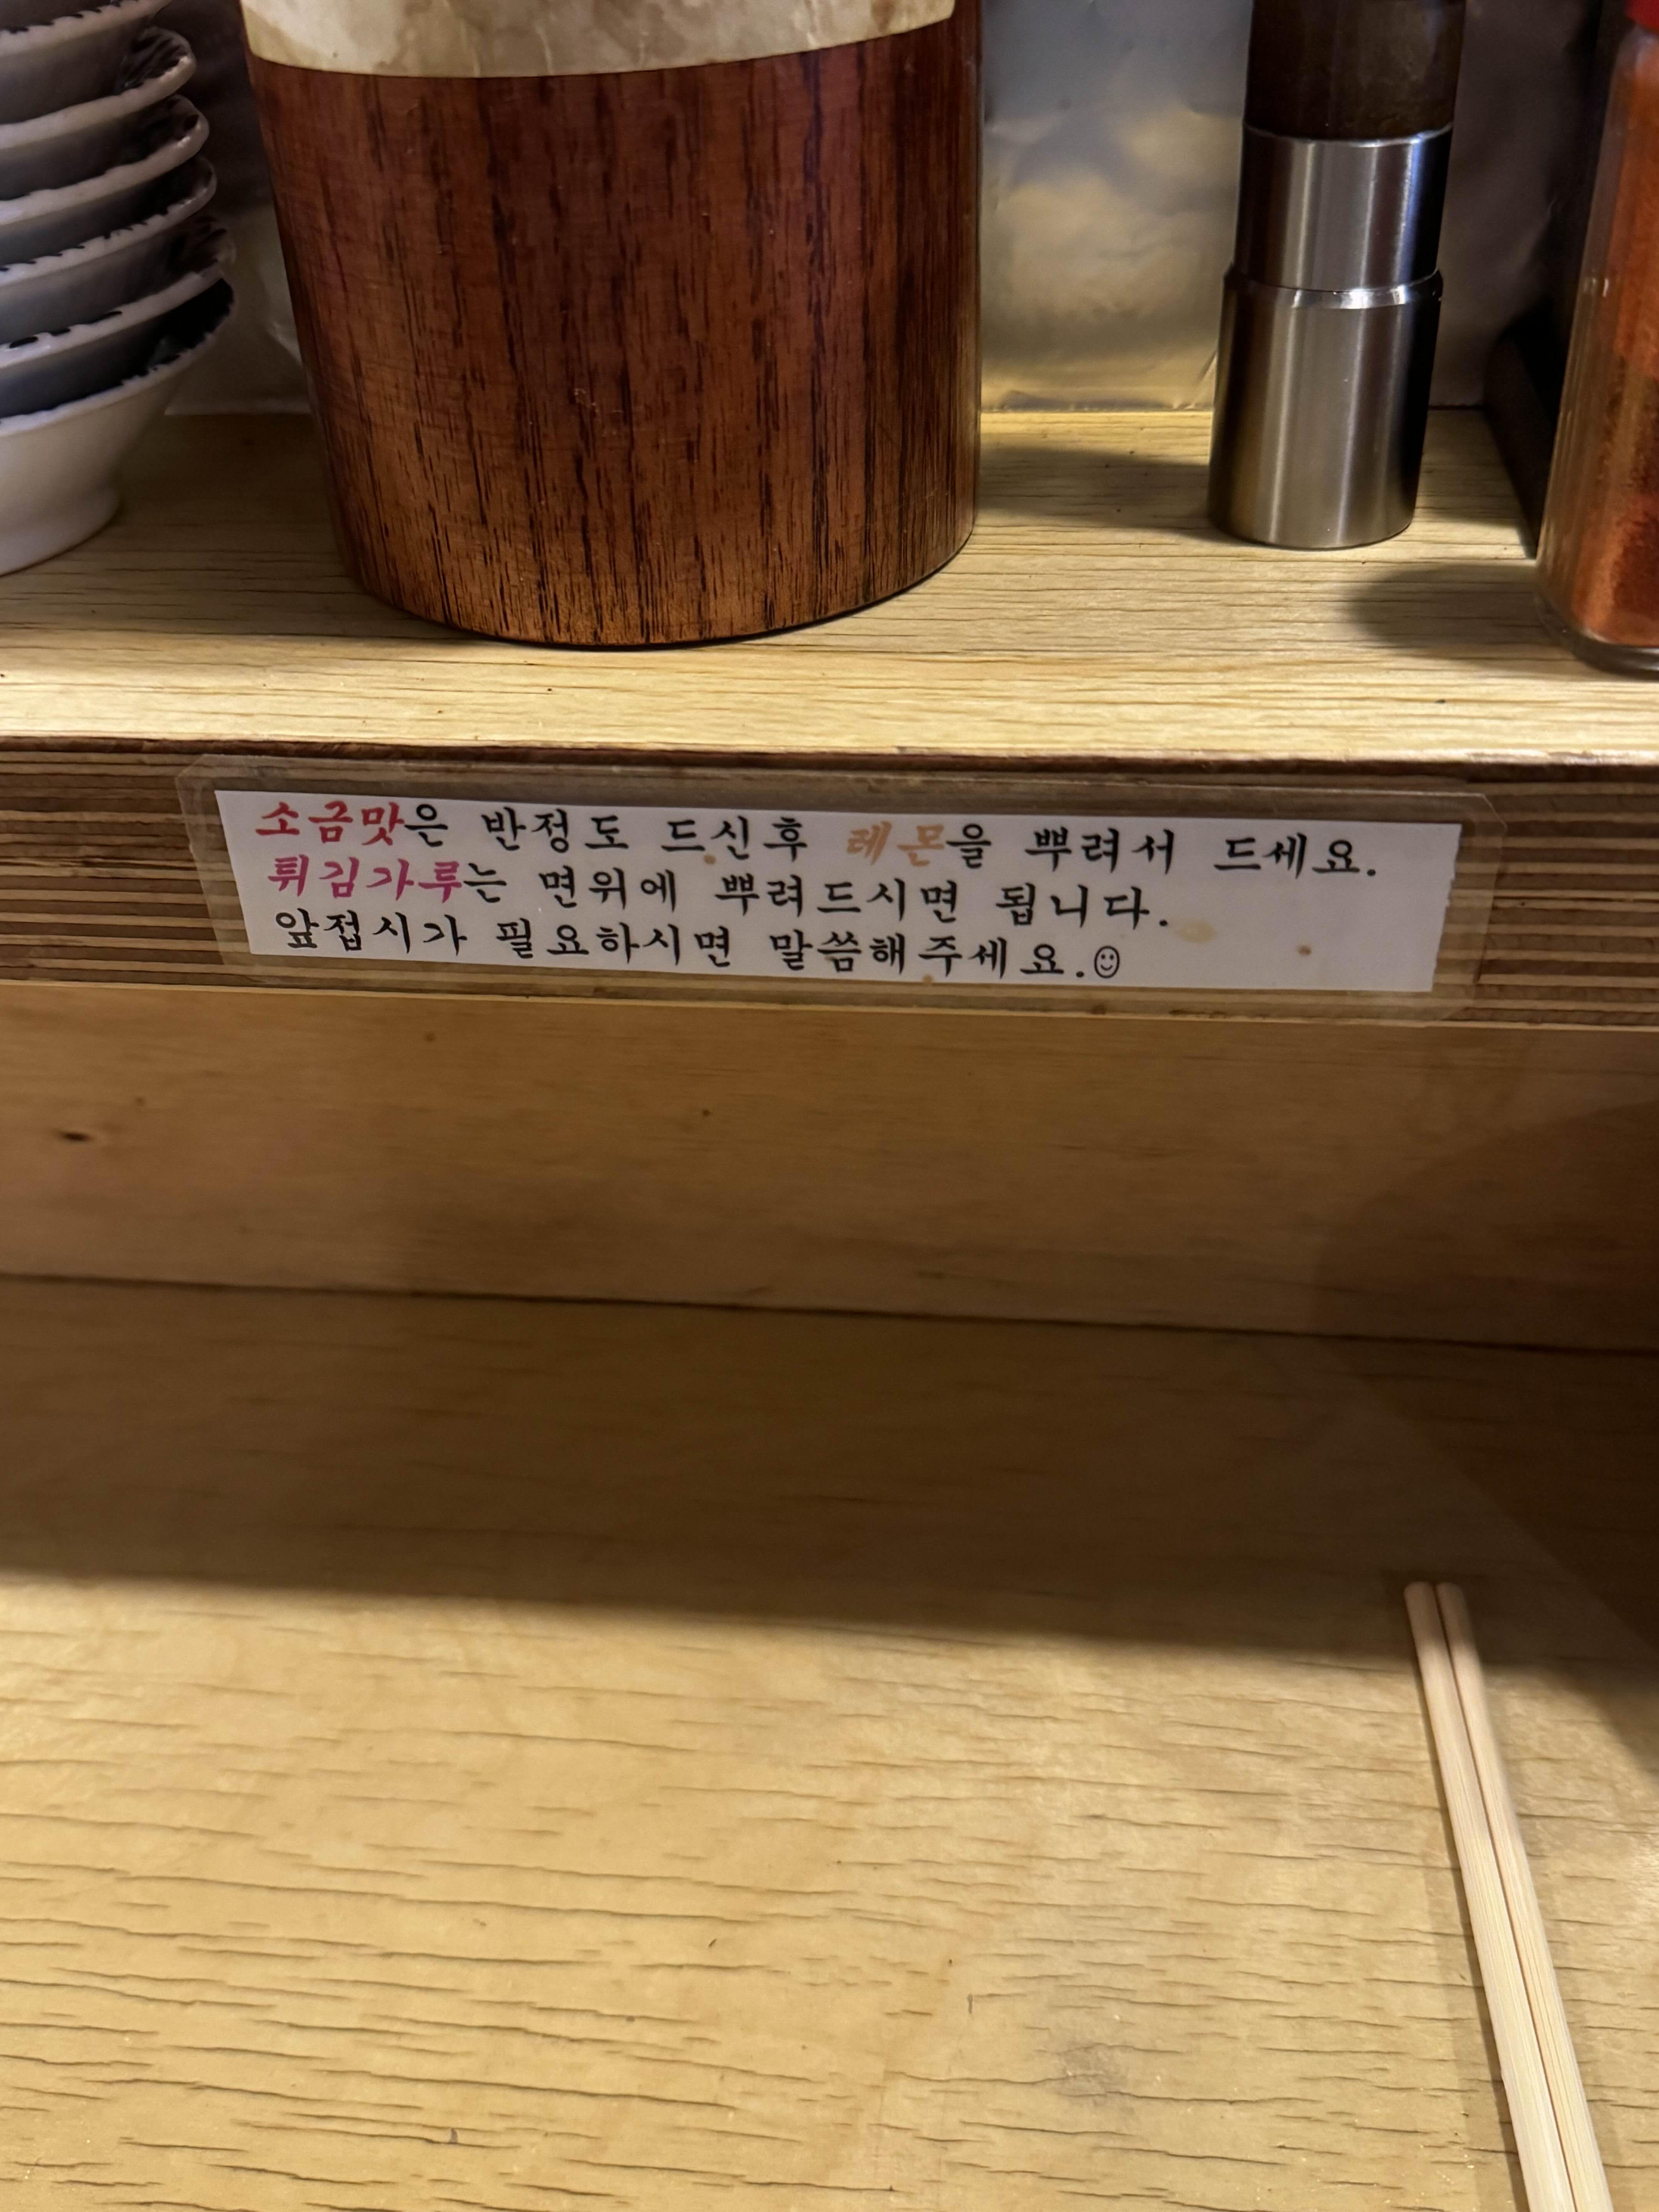 소금맛은 반정도 드신후 레몬을 뿌려서 드세요.
튀김가루는 면위에 뿌려드시면 됩니다.
앞접시가 필요하시면 말씀해주세요.☺